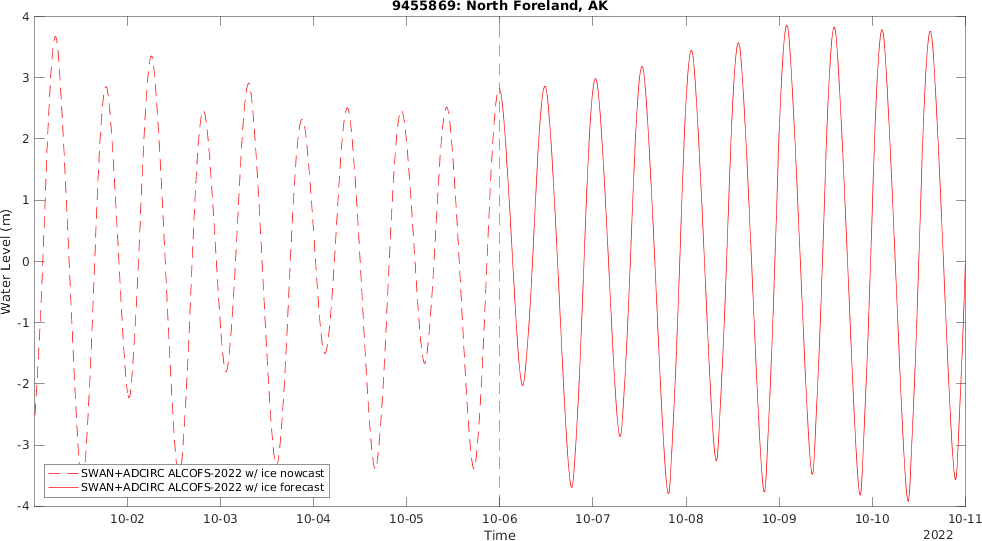 9455869: North Foreland, AK
4
3
2
1
0
-1
-2
-3
-4
Water Level (m)
SWAN+ADCIRC ALCOFS-2022 w/ ice nowcast
SWAN+ADCIRC ALCOFS-2022 w/ ice forecast
10-02 10-03 10-04 10-05 10-06 10-07 10-08 10-09 10-10 10-11
Time
2022